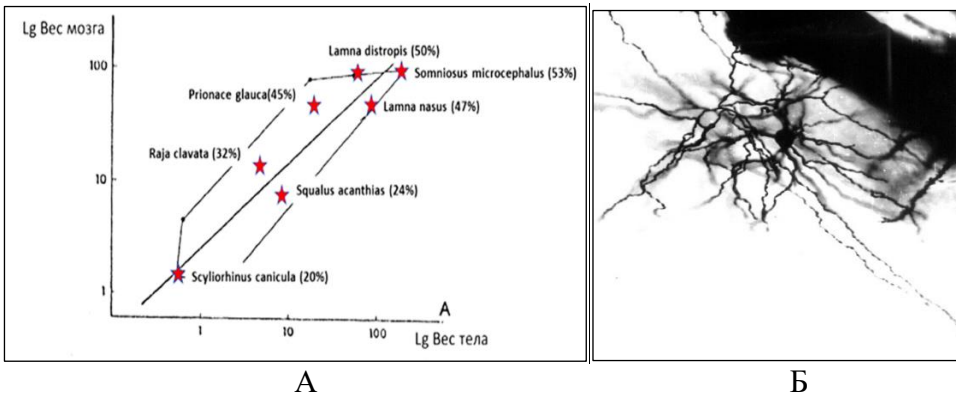 Lg Вес мозга
Lamna distropis (50%)
100
Somniosus microcephalus (53%)
Prionace glauca(45%)
Lamna nasus (47%)
Raja clavata (32%)
10
Squalus acanthias (24%)
Scyliorhinus canicula (20%)
1
А
1
10
100
Lg Вес тела
А
Б